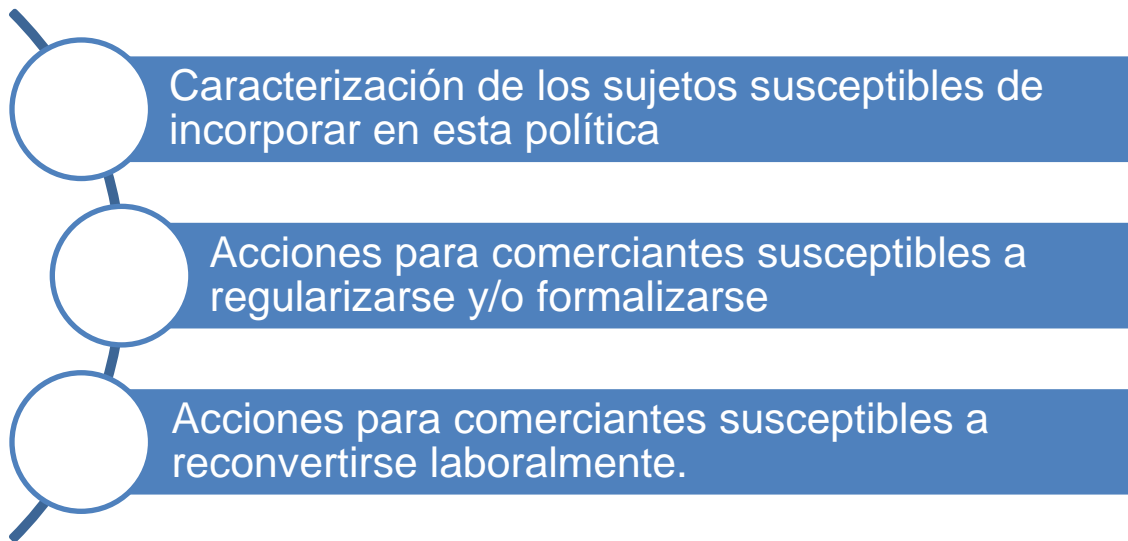 Caracterización de los sujetos susceptibles de
incorporar en esta política
Acciones para comerciantes susceptibles a
regularizarse y/o formalizarse
Acciones para comerciantes susceptibles a
reconvertirse laboralmente.